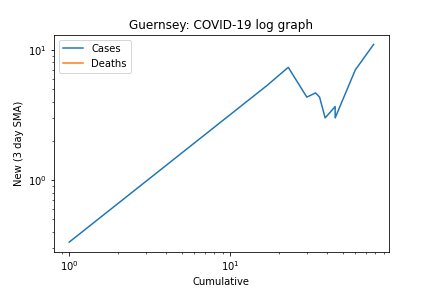 Guernsey: COVID-19 log graph
Cases
Deaths
New (3 day SMA)
10¹
10⁰
10⁰
10¹
Cumulative